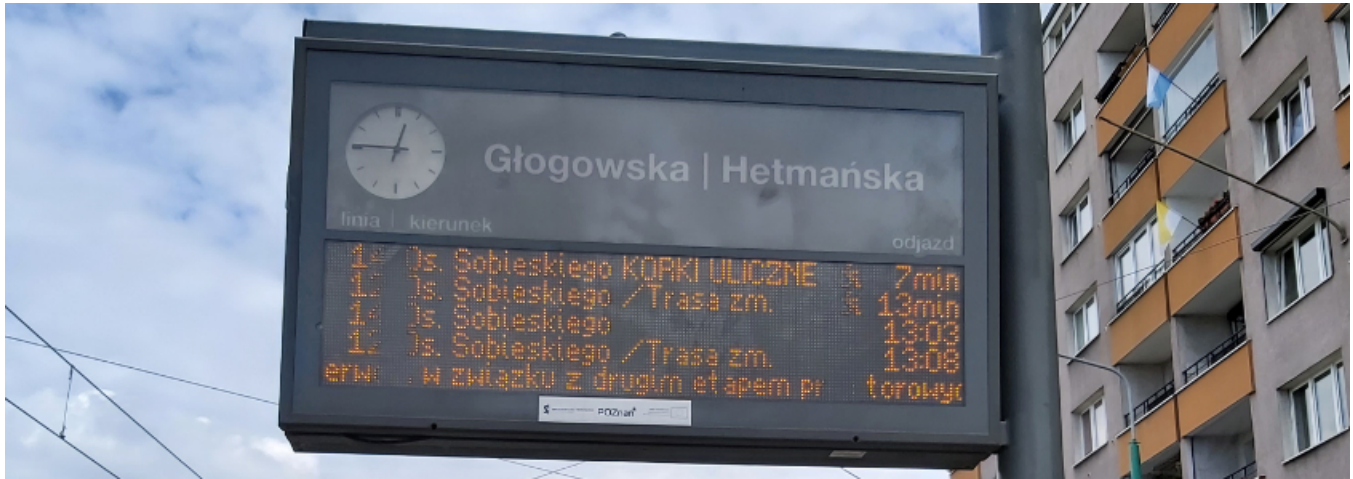 Głogowska | Hetmańska
linia | kierunek
odjazd
Os. Sobieskiego KORKI ULICZNE 7min
Os. Sobieskiego /Trasa zm. 13min
Os. Sobieskiego 13:03
Os. Sobieskiego /Trasa zm. 13:08
w związku z drugim etapem torowyc
POZnań*